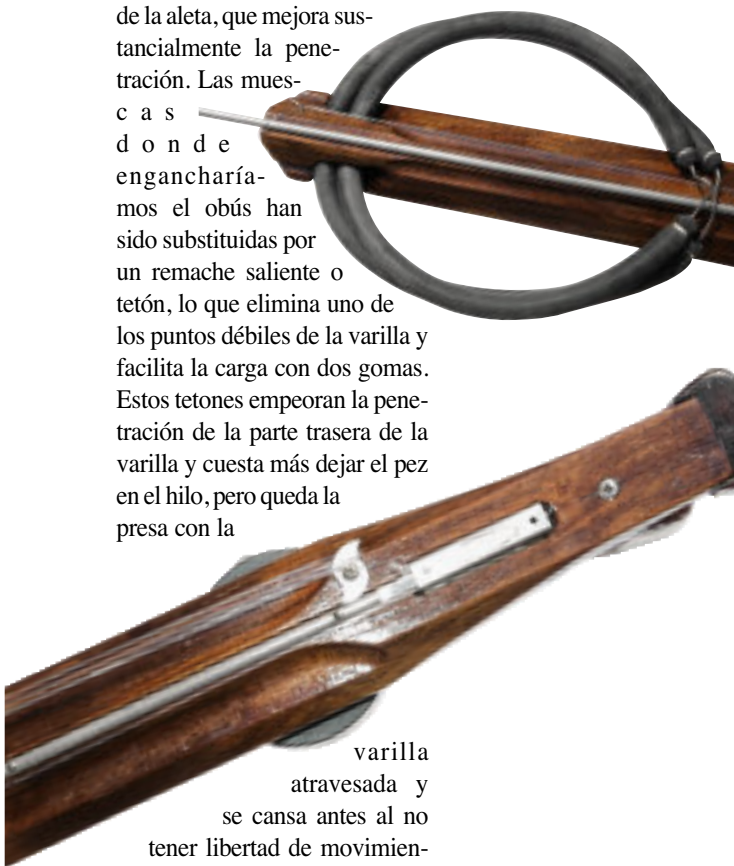 de la aleta, que mejora sus-
tancialmente la pene-
tración. Las mues-
cas
donde
engancharía-
mos el obús han
sido substituidas por
un remache saliente o
tetón, lo que elimina uno de
los puntos débiles de la varilla y
facilita la carga con dos gomas.
Estos tetones empeoran la pene-
tración de la parte trasera de la
varilla y cuesta más dejar el pez
en el hilo, pero queda la
presa con la
varilla
atravesada y
se cansa antes al no
tener libertad de movimien-